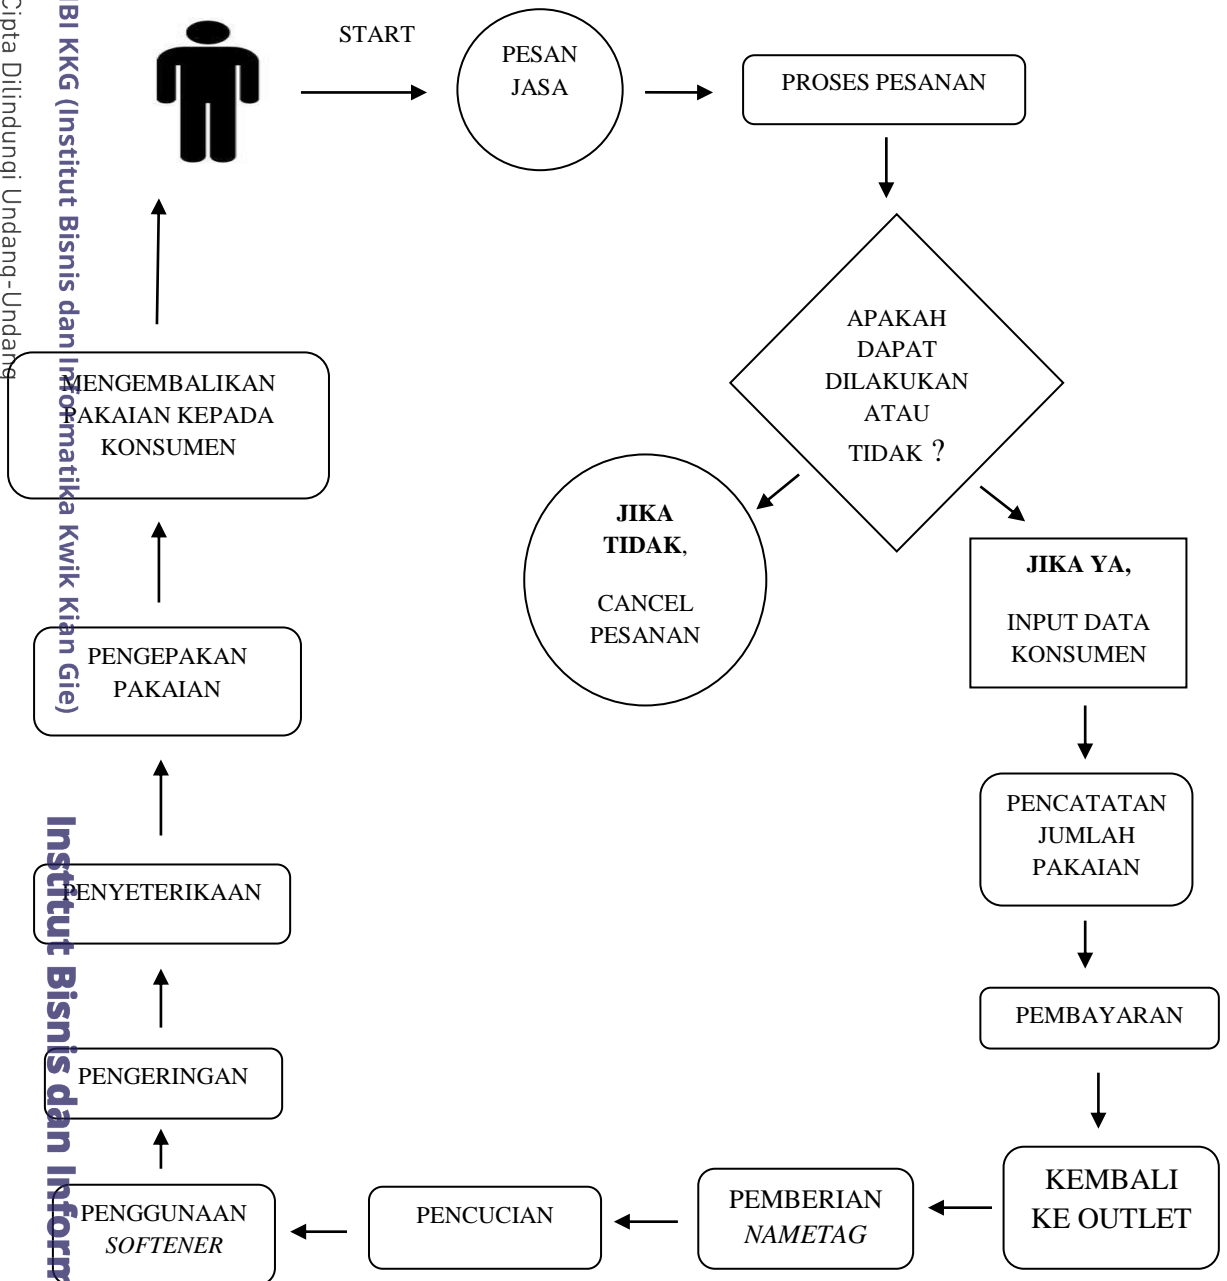 START
PESAN
JASA
PROSES PESANAN
APAKAH
DAPAT
DILAKUKAN
ATAU
TIDAK ?
JIKA
TIDAK,
CANCEL
PESANAN
JIKA YA,
INPUT DATA
KONSUMEN
PENCATATAN
JUMLAH
PAKAIAN
PEMBAYARAN
KEMBALI
KE OUTLET
PEMBERIAN
NAMETAG
PENCUCIAN
PENGGUNAAN
SOFTENER
PENGERINGAN
PENYETERIKAAN
PENGEPAKAN
PAKAIAN
MENGEMBALIKAN
PAKAIAN KEPADA
KONSUMEN
Cipta Dilindungi Undang-Undang
IBI KKG (Institut Bisnis dan Informatika Kwik Kian Gie)
Institut Bisnis dan Inform